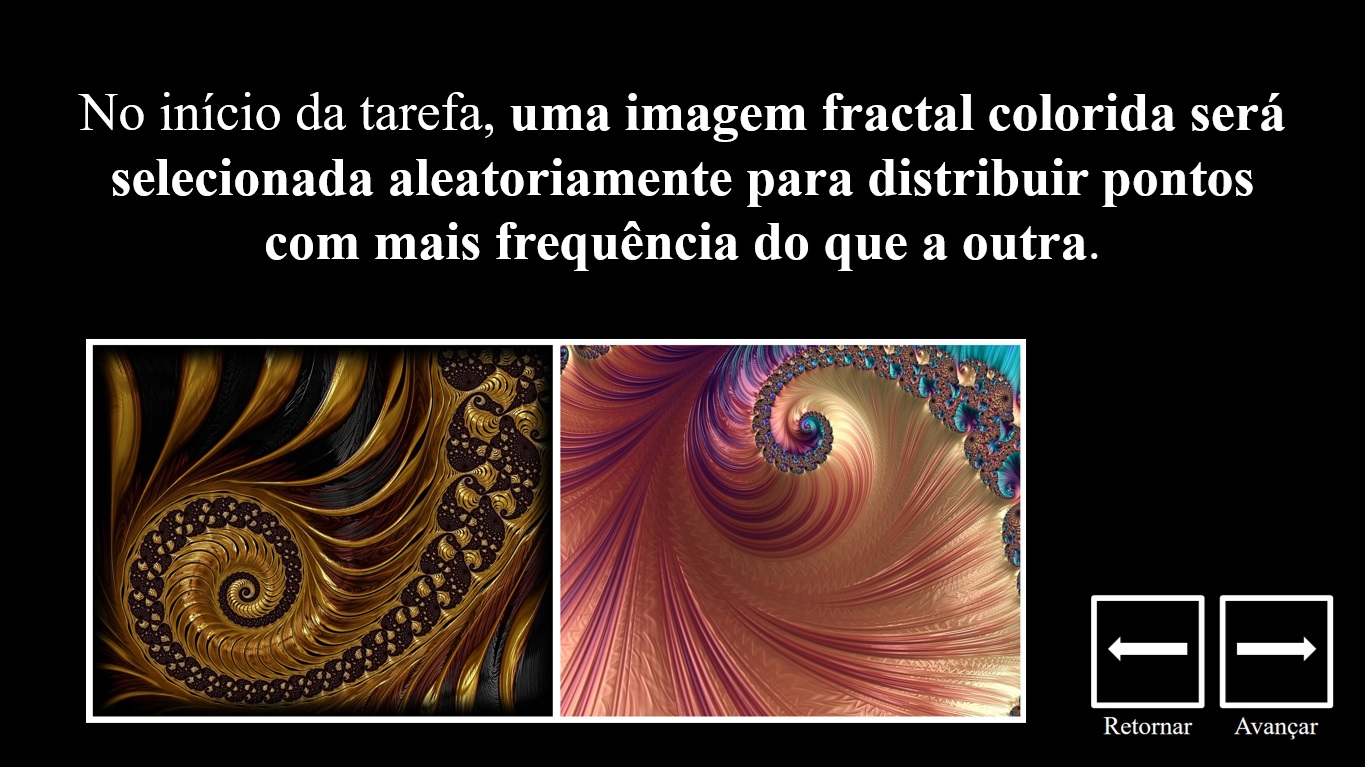 No início da tarefa, uma imagem fractal colorida será
selecionada aleatoriamente para distribuir pontos
com mais frequência do que a outra.
Retornar
Avançar